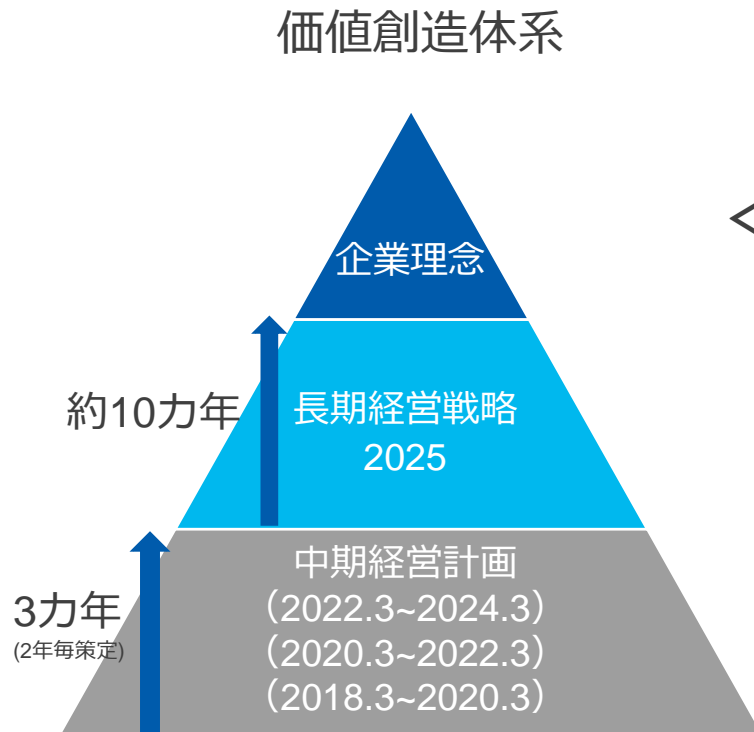 価値創造体系
企業理念
約10カ年
長期経営戦略
2025
3カ年
(2年毎策定)
中期経営計画
(2022.3~2024.3)
(2020.3~2022.3)
(2018.3~2020.3)